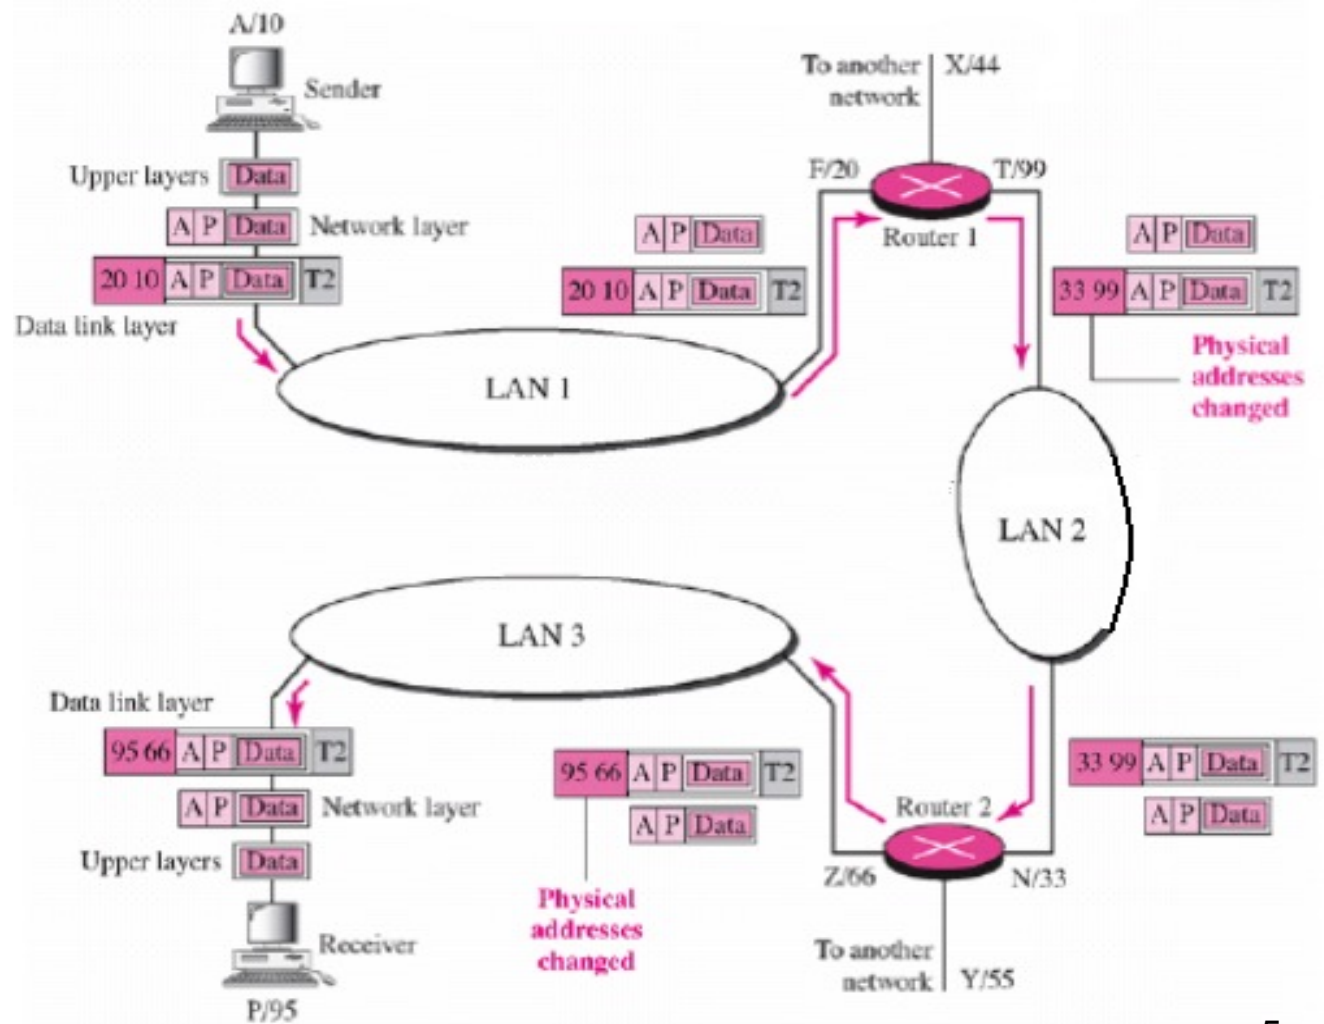 A/10
Sender
Upper layers Data
A P Data Network layer
20 10 A P Data T2
Data link layer
LAN 1
To another
network
X/44
F/20
T/99
Router 1
A P Data
20 10 A P Data T2
A P Data
33 99 A P Data T2
Physical
addresses
changed
LAN 2
LAN 3
Data link layer
95 66 A P Data T2
A P Data Network layer
Upper layers Data
Receiver
P/95
95 66 A P Data T2
A P Data
Physical
addresses
changed
Router 2
Z/66
N/33
To another
network
Y/55
33 99 A P Data T2
A P Data